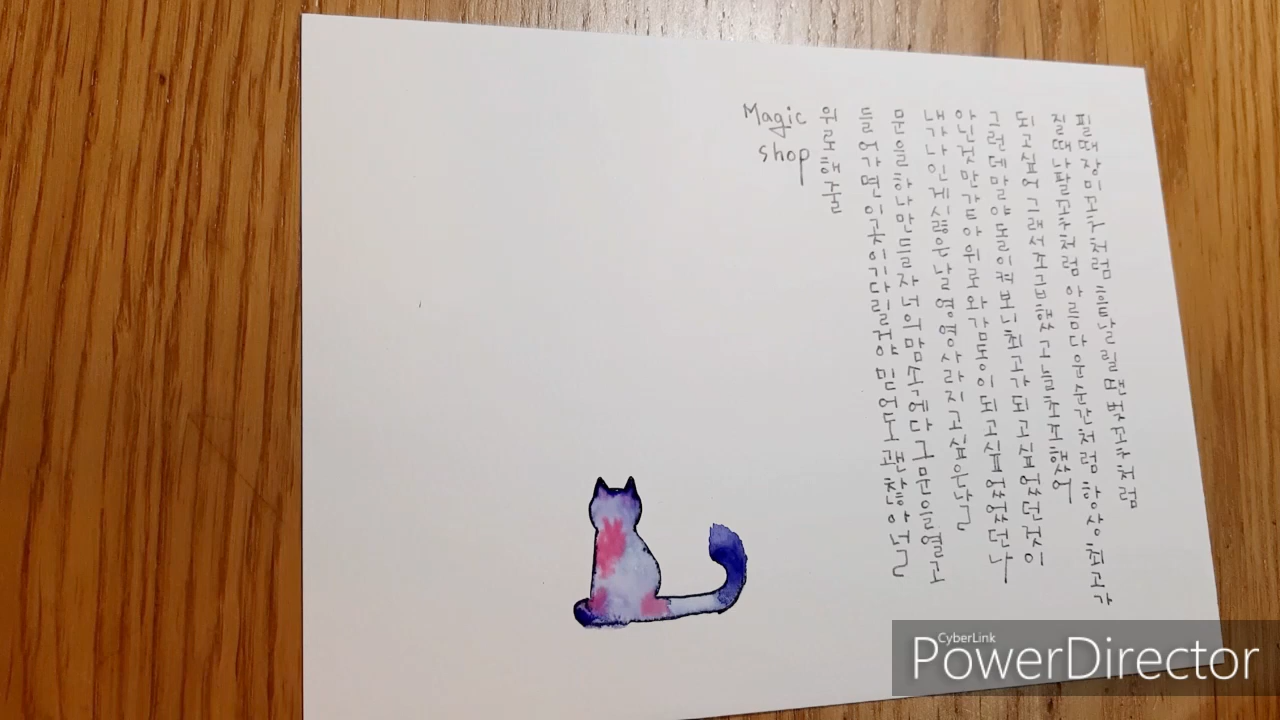 필땐장미꽃처럼 흩날릴땐벚꽃처럼
질땐나팔꽃처럼 아름다운순간처럼 항상최고가
되고싶어 그래서조급했고 늘초조했어
그런데말야돌이켜보니최고가되고싶었던것이
아닌것만같아 위로와감동이되고싶었었던나
내가나인게싫은날 영영사라지고싶은날
문을하나만들자 너의맘속에다 그문을열고
들어가면이곳이기다릴거야 믿어도괜찮아널
위로해줄
Magic
shop
CyberLink
PowerDirector